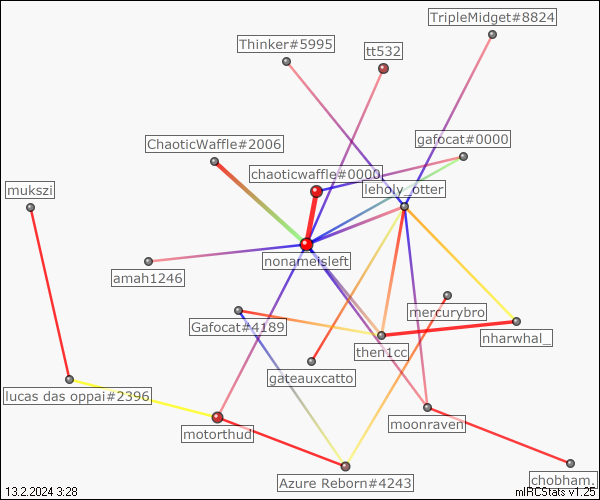 TripleMidget#8824
Thinker#5995
tt532
ChaoticWaffle#2006
gafocat#0000
chaoticwaffle#0000
leholy_otter
mukszi
nonameisleft
amah1246
mercurybro
Gafocat#4189
nharwhal_
then1cc
gateauxcatto
lucas das oppai#2396
moonraven
motorthud
chobham.
Azure Reborn#4243
13.2.2024 3:28
mIRCStats v1.25